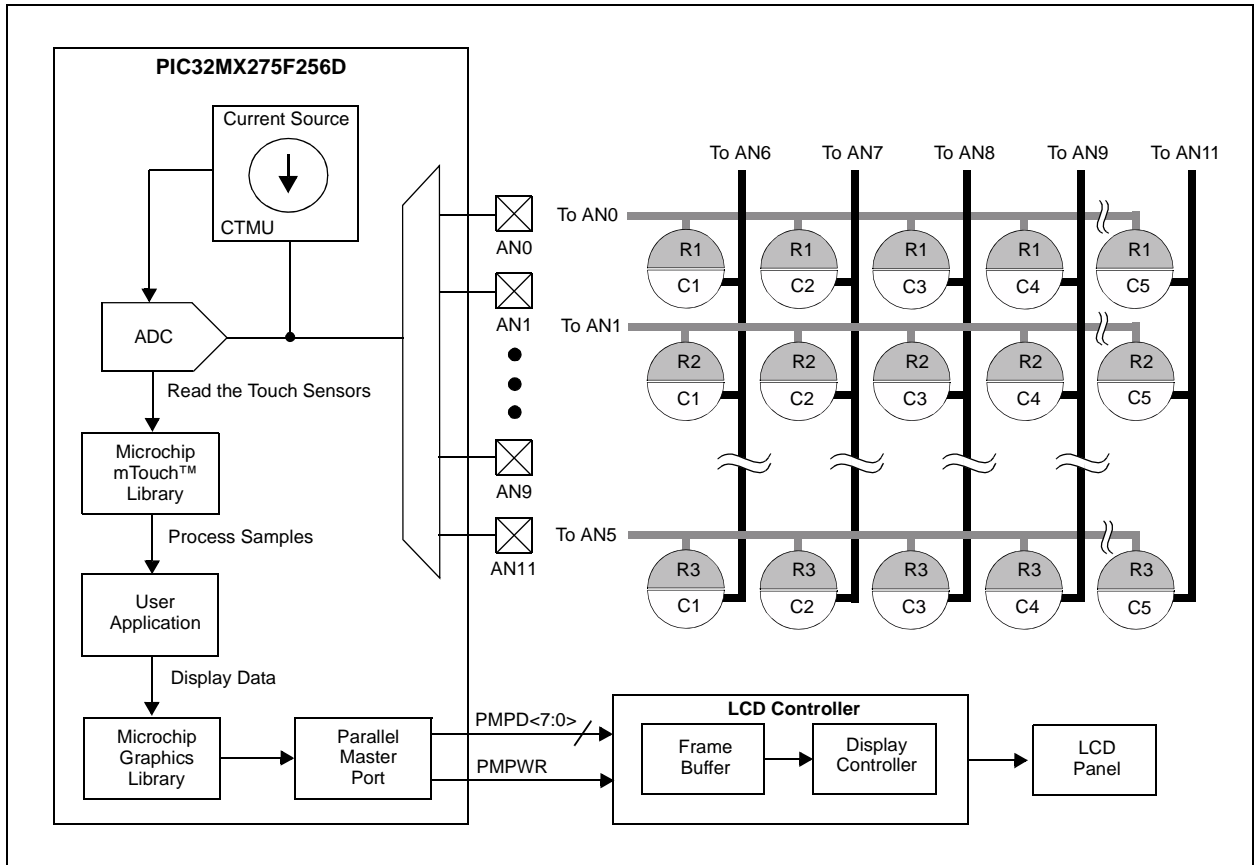 PIC32MX275F256D
Current Source
CTMU
ADC
Read the Touch Sensors
Microchip
mTouch™
Library
Process Samples
User
Application
Display Data
Microchip
Graphics
Library
Parallel
Master
Port
AN0
AN1
AN9
AN11
To AN6
To AN7
To AN8
To AN9
To AN11
To AN0
R1 R1 R1 R1 R1
C1 C2 C3 C4 C5
To AN1
R2 R2 R2 R2 R2
C1 C2 C3 C4 C5
To AN5
R3 R3 R3 R3 R3
C1 C2 C3 C4 C5
PMPD<7:0>
PMPWR
LCD Controller
Frame
Buffer
Display
Controller
LCD
Panel